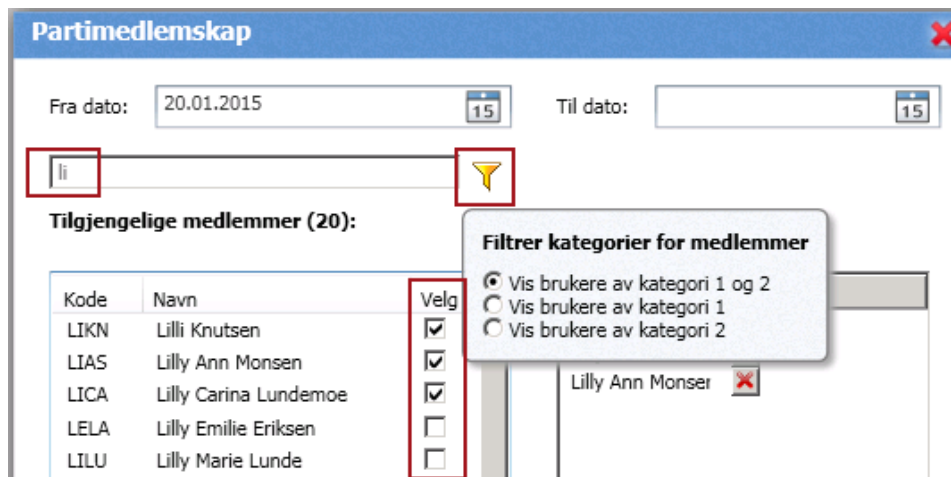 Partimedlemskap
Fra dato: 20.01.2015 15 Til dato: 15
li
Tilgjengelige medlemmer (20):
Filtrer kategorier for medlemmer
Vis brukere av kategori 1 og 2
Vis brukere av kategori 1
Vis brukere av kategori 2
Kode Navn Velg
LIKN Lilli Knutsen
LIAS Lilly Ann Monsen
LICA Lilly Carina Lundemoe
LELA Lilly Emilie Eriksen
LILU Lilly Marie Lunde
Lilly Ann